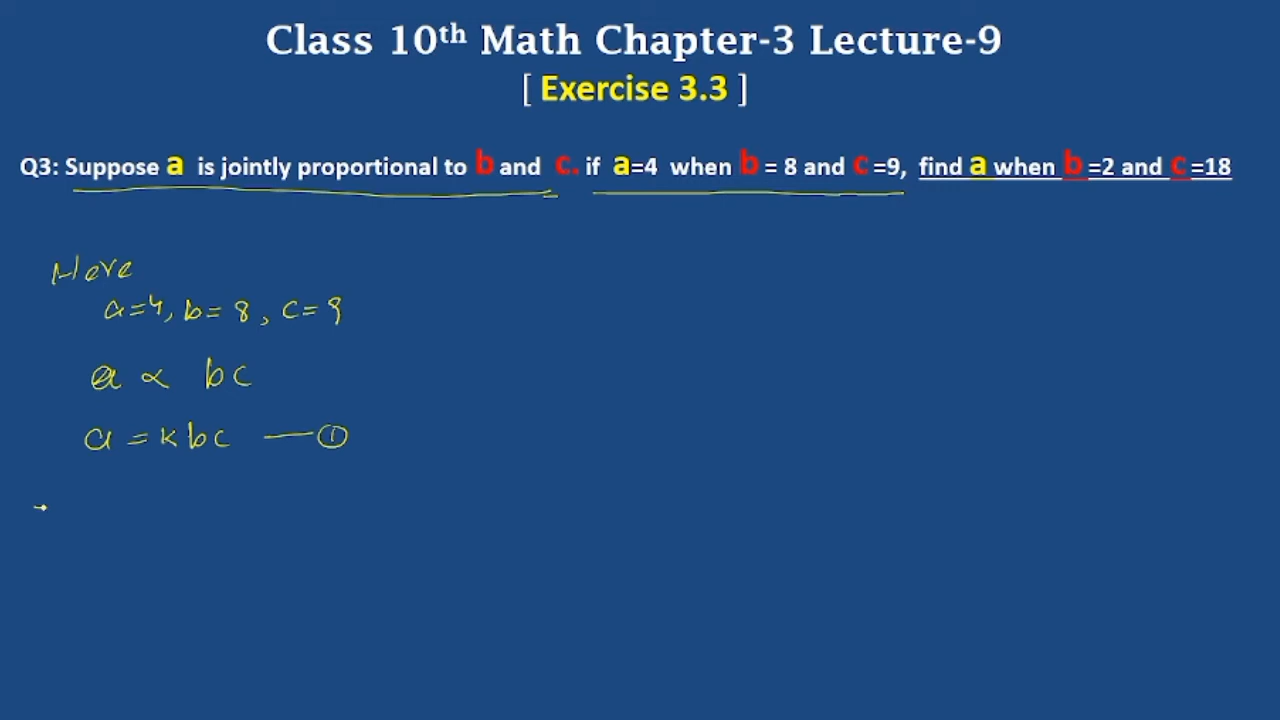 Class 10th Math Chapter-3 Lecture-9
[ Exercise 3.3 ]
Q3: Suppose a is jointly proportional to b and c. if a=4 when b = 8 and c =9, find a when b =2 and c =18
Here
a=4, b= 8, c= 9
a ∝ bc
a = kbc —①